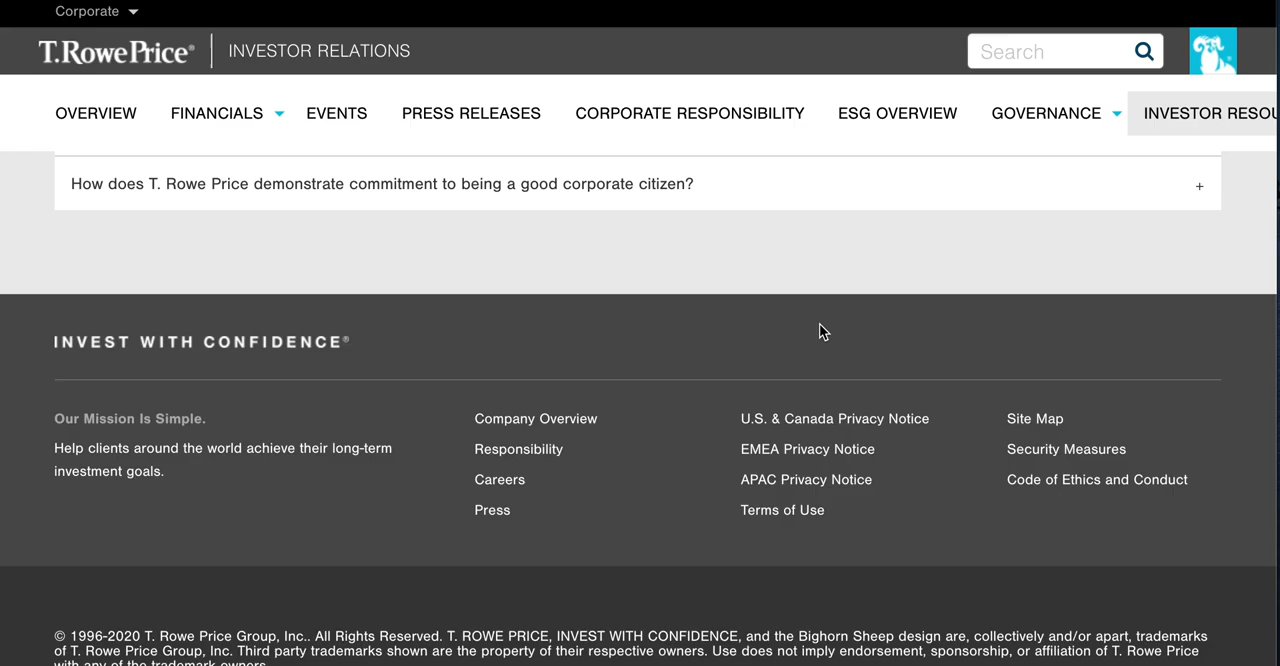 Corporate
T.RowePrice® INVESTOR RELATIONS Search
OVERVIEW FINANCIALS EVENTS PRESS RELEASES CORPORATE RESPONSIBILITY ESG OVERVIEW GOVERNANCE INVESTOR RESOU
How does T. Rowe Price demonstrate commitment to being a good corporate citizen? +
INVEST WITH CONFIDENCE®
Our Mission Is Simple.
Help clients around the world achieve their long-term
investment goals.
Company Overview
Responsibility
Careers
Press
U.S. & Canada Privacy Notice
EMEA Privacy Notice
APAC Privacy Notice
Terms of Use
Site Map
Security Measures
Code of Ethics and Conduct
© 1996-2020 T. Rowe Price Group, Inc.. All Rights Reserved. T. ROWE PRICE, INVEST WITH CONFIDENCE, and the Bighorn Sheep design are, collectively and/or apart, trademarks
of T. Rowe Price Group, Inc. Third party trademarks shown are the property of their respective owners. Use does not imply endorsement, sponsorship, or affiliation of T. Rowe Price
with any of the trademark owners.